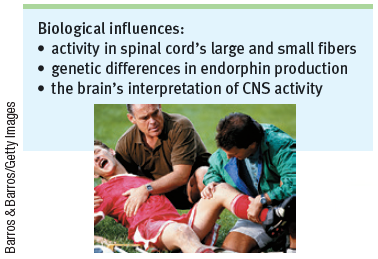 Biological influences:
• activity in spinal cord's large and small fibers
• genetic differences in endorphin production
• the brain's interpretation of CNS activity
Barros & Barros/Getty Images